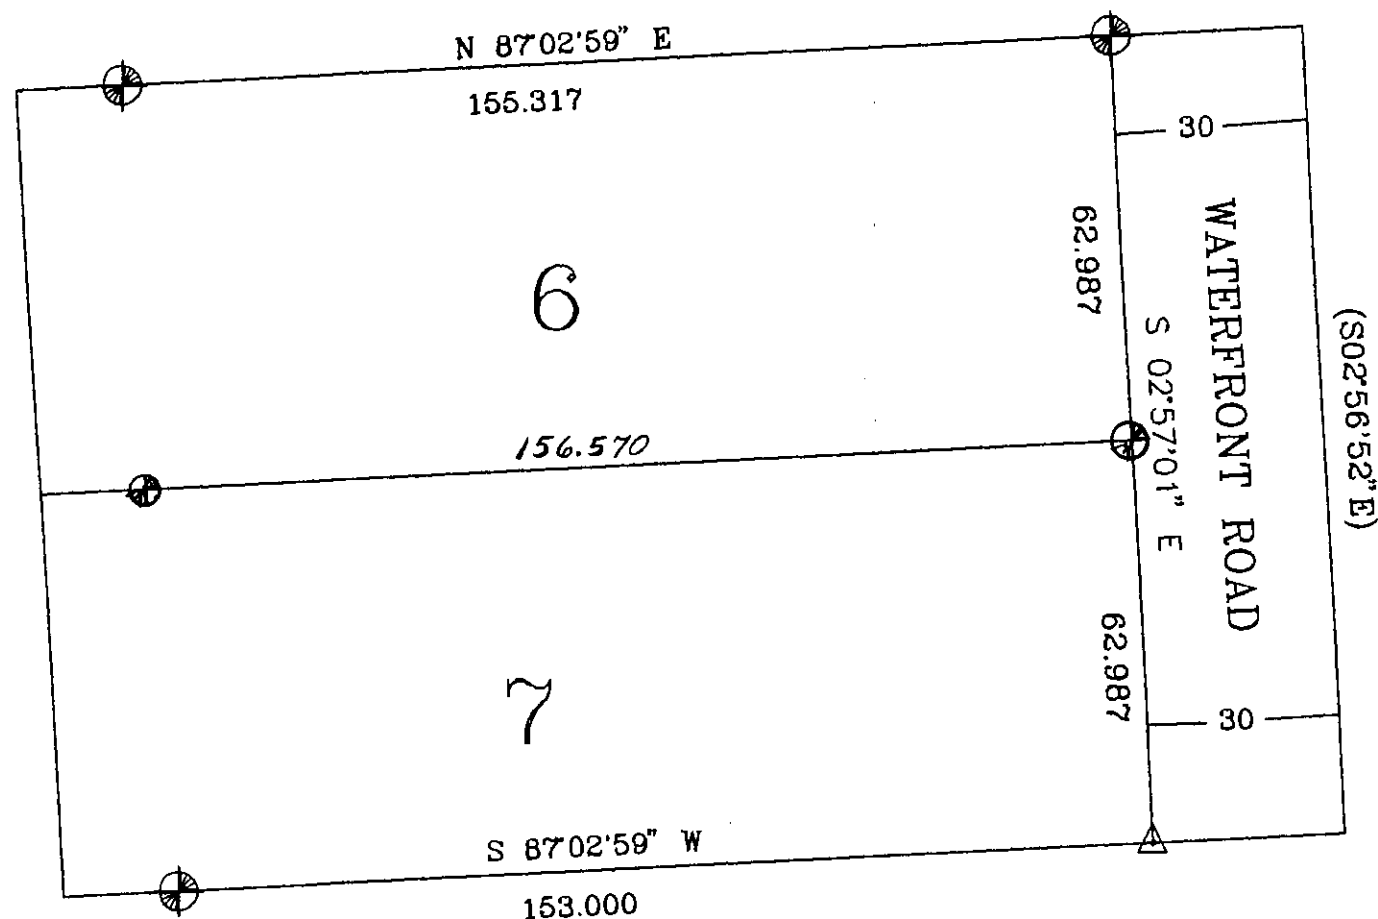 N 87°02'59" E
155.317
30
62.987
6
WATERFRONT ROAD
S 02°57'01" E
(S02°56'52"E)
156.570
62.987
7
30
S 87°02'59" W
153.000